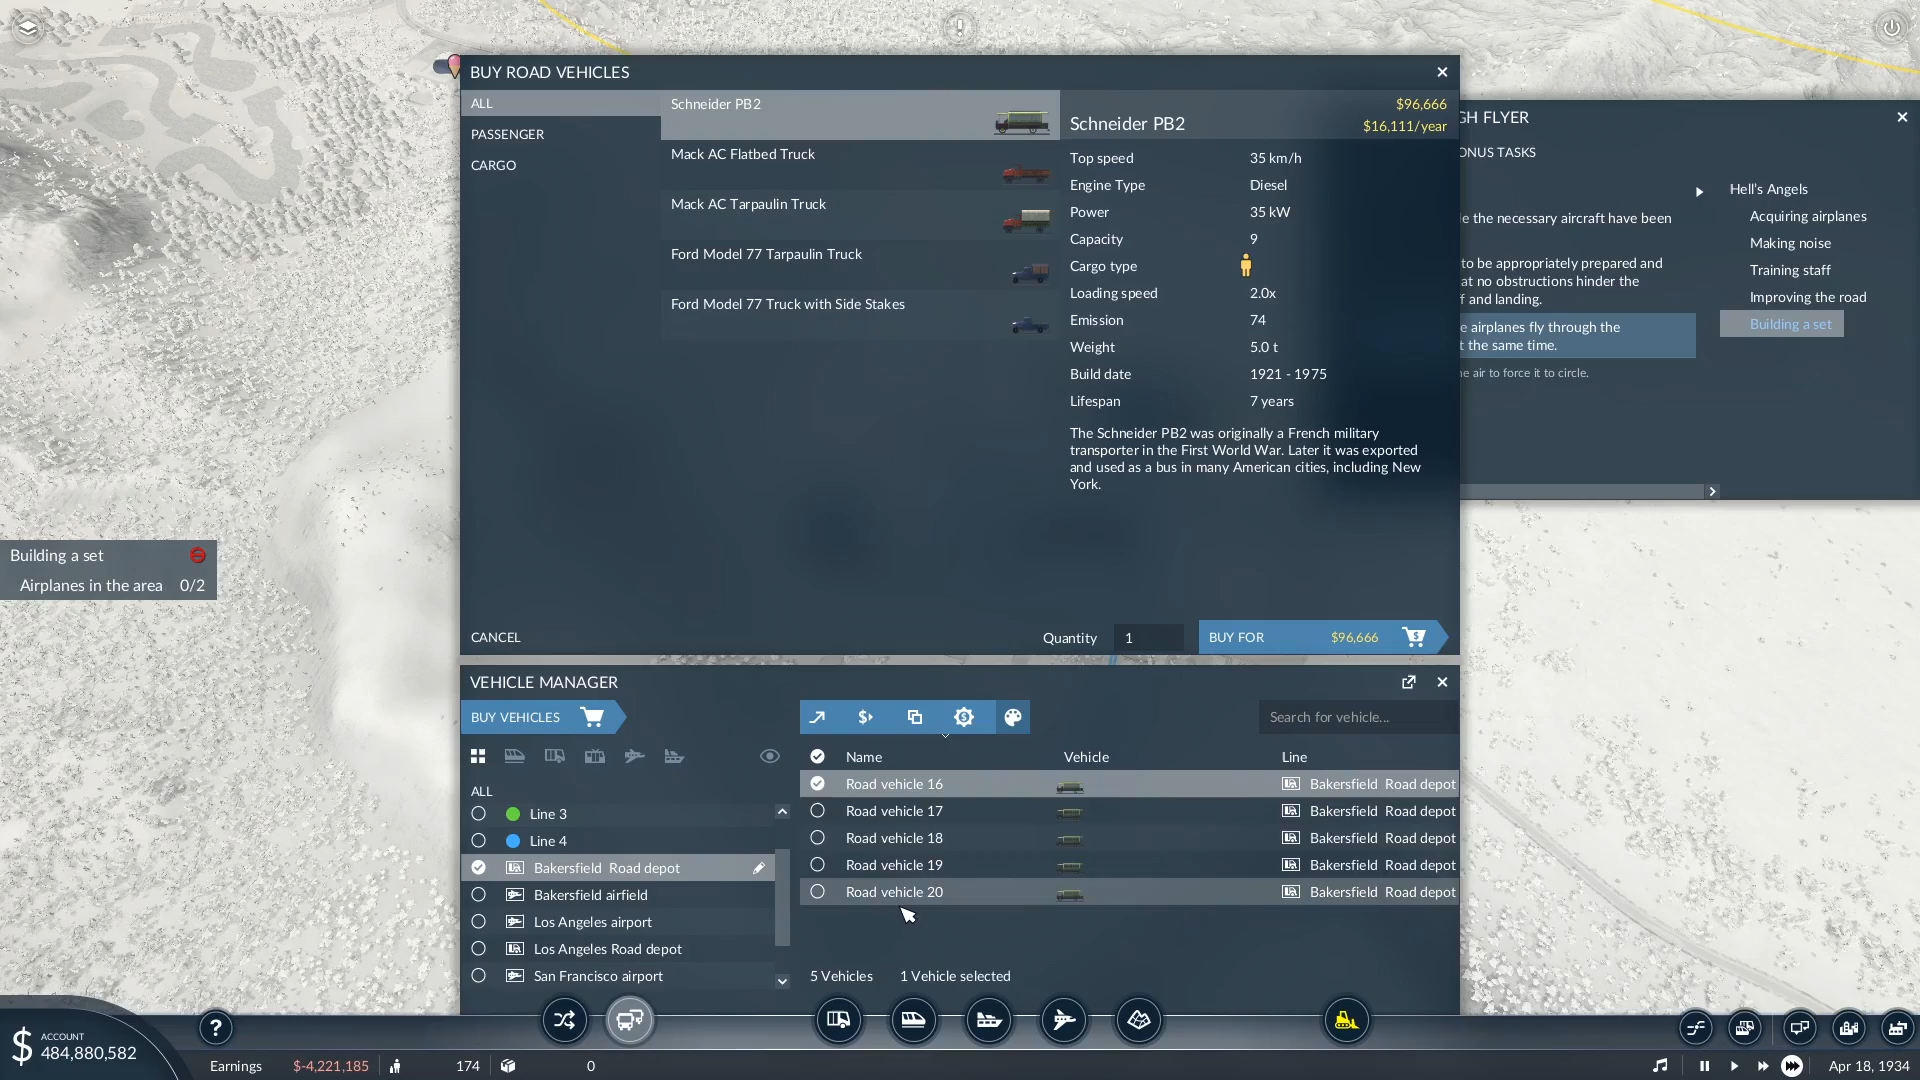 BUY ROAD VEHICLES
ALL
PASSENGER
CARGO
Schneider PB2
Mack AC Flatbed Truck
Mack AC Tarpaulin Truck
Ford Model 77 Tarpaulin Truck
Ford Model 77 Truck with Side Stakes
$96,666
Schneider PB2
$16,111/year
Top speed 35 km/h
Engine Type Diesel
Power 35 kW
Capacity 9
Cargo type
Loading speed 2.0x
Emission 74
Weight 5.0 t
Build date 1921 - 1975
Lifespan 7 years
The Schneider PB2 was originally a French military
transporter in the First World War. Later it was exported
and used as a bus in many American cities, including New
York.
CANCEL
Quantity 1
BUY FOR $96,666
GH FLYER
ONUS TASKS
le the necessary aircraft have been
to be appropriately prepared and
at no obstructions hinder the
f and landing.
e airplanes fly through the
t the same time.
he air to force it to circle.
Hell's Angels
Acquiring airplanes
Making noise
Training staff
Improving the road
Building a set
Building a set
Airplanes in the area 0/2
VEHICLE MANAGER
BUY VEHICLES
Search for vehicle...
ALL
Line 3
Line 4
Bakersfield Road depot
Bakersfield airfield
Los Angeles airport
Los Angeles Road depot
San Francisco airport
Name Vehicle Line
Road vehicle 16 Bakersfield Road depot
Road vehicle 17 Bakersfield Road depot
Road vehicle 18 Bakersfield Road depot
Road vehicle 19 Bakersfield Road depot
Road vehicle 20 Bakersfield Road depot
5 Vehicles 1 Vehicle selected
$ ACCOUNT
484,880,582
?
Earnings $-4,221,185 174 0
Apr 18, 1934